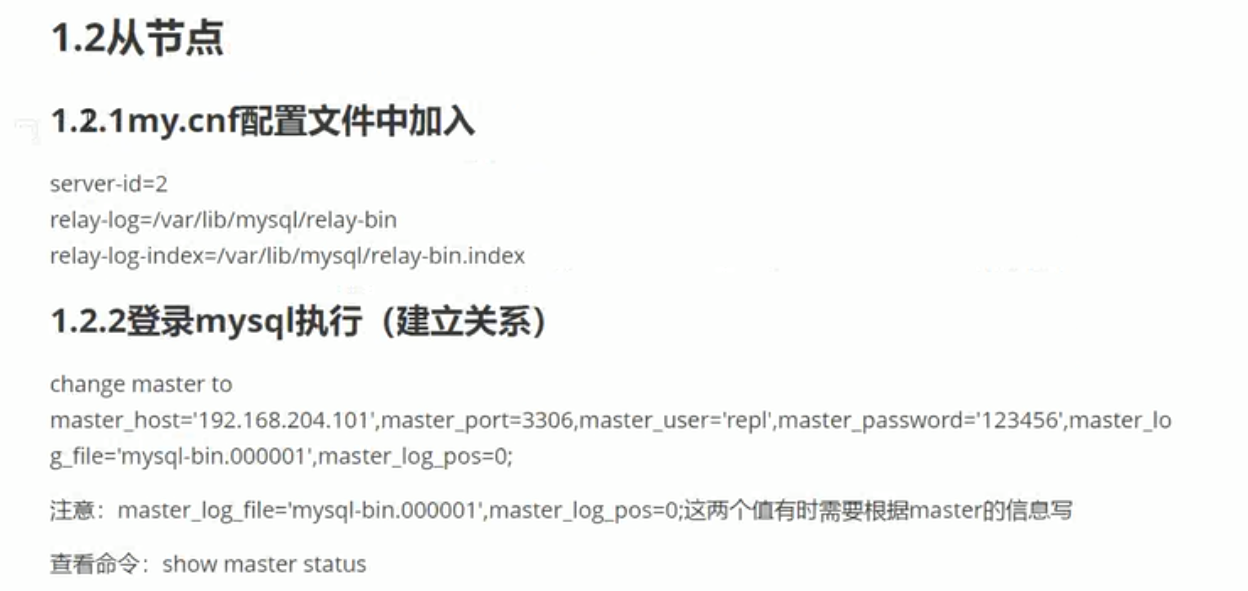 1.2从节点
1.2.1my.cnf配置文件中加入
server-id=2
relay-log=/var/lib/mysql/relay-bin
relay-log-index=/var/lib/mysql/relay-bin.index
1.2.2登录mysql执行（建立关系）
change master to
master_host='192.168.204.101',master_port=3306,master_user='repl',master_password='123456',master_lo
g_file='mysql-bin.000001',master_log_pos=0;
注意：master_log_file='mysql-bin.000001',master_log_pos=0;这两个值有时需要根据master的信息写
查看命令：show master status